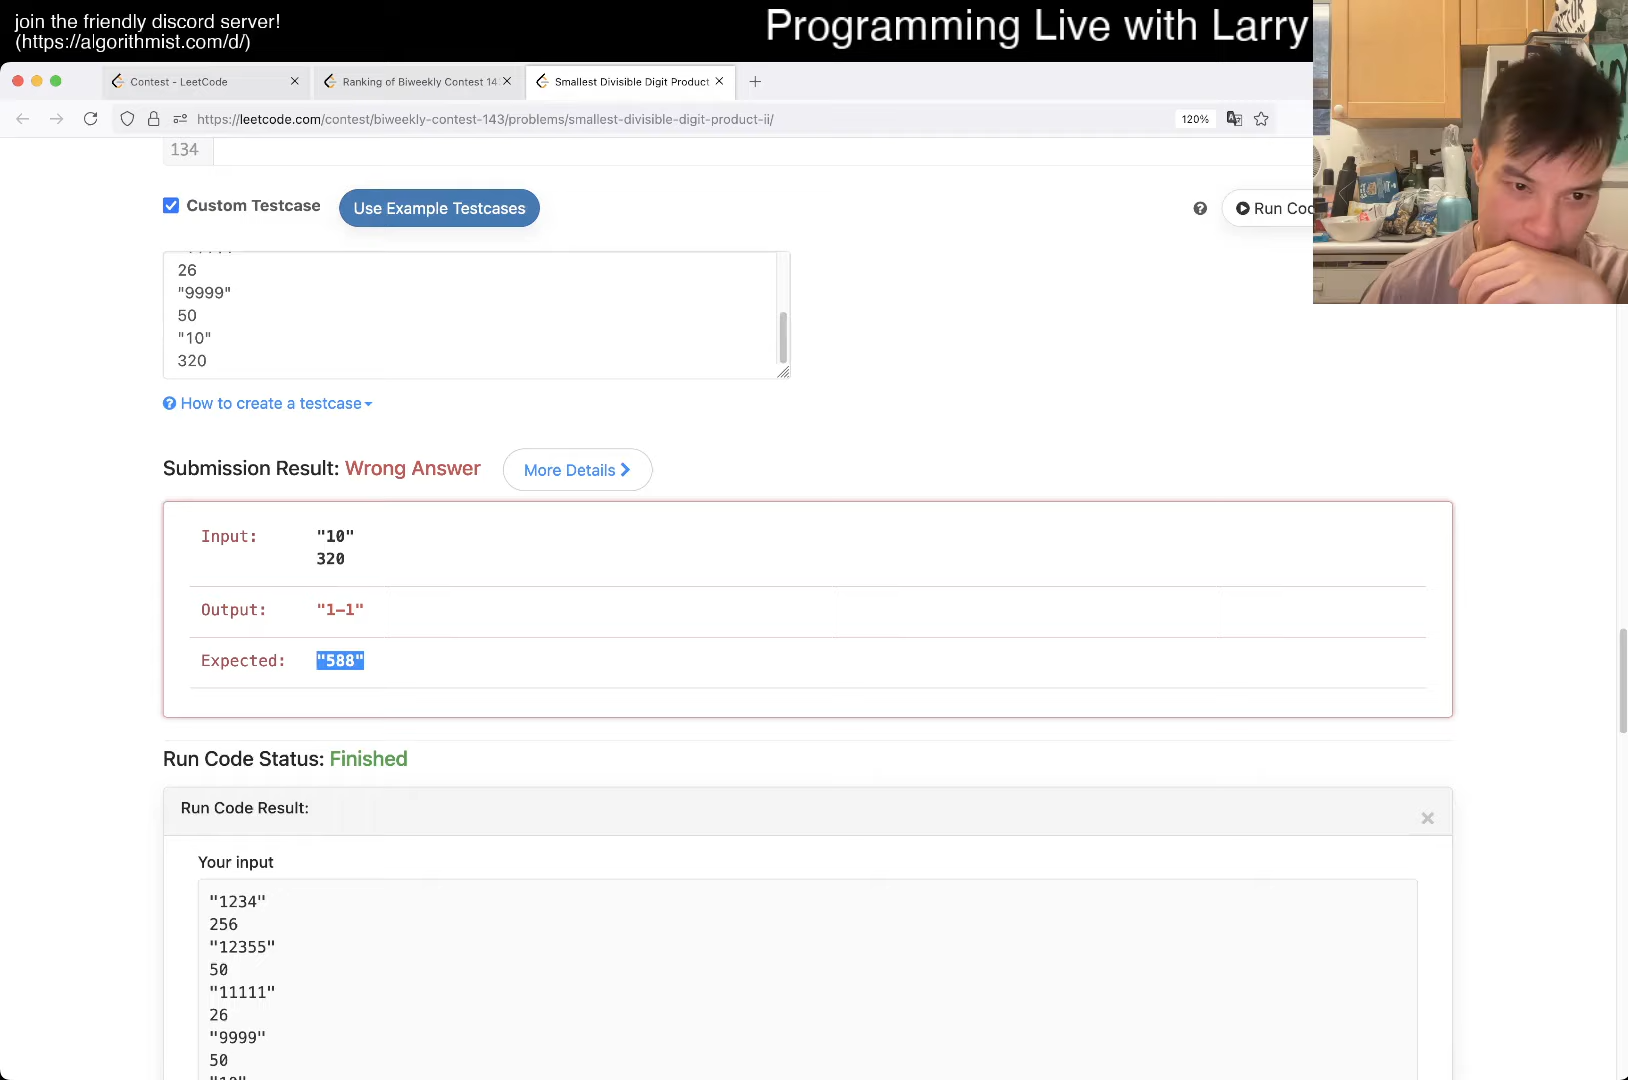 join the friendly discord server!
(https://algorithmist.com/d/)
Programming Live with Larry
Contest - LeetCode
Ranking of Biweekly Contest 14
Smallest Divisible Digit Product
https://leetcode.com/contest/biweekly-contest-143/problems/smallest-divisible-digit-product-ii/
120%
134
Custom Testcase
Use Example Testcases
Run Coc
26
"9999"
50
"10"
320
How to create a testcase
Submission Result: Wrong Answer
More Details
Input: "10"
320
Output: "1-1"
Expected: "588"
Run Code Status: Finished
Run Code Result:
Your input
"1234"
256
"12355"
50
"11111"
26
"9999"
50